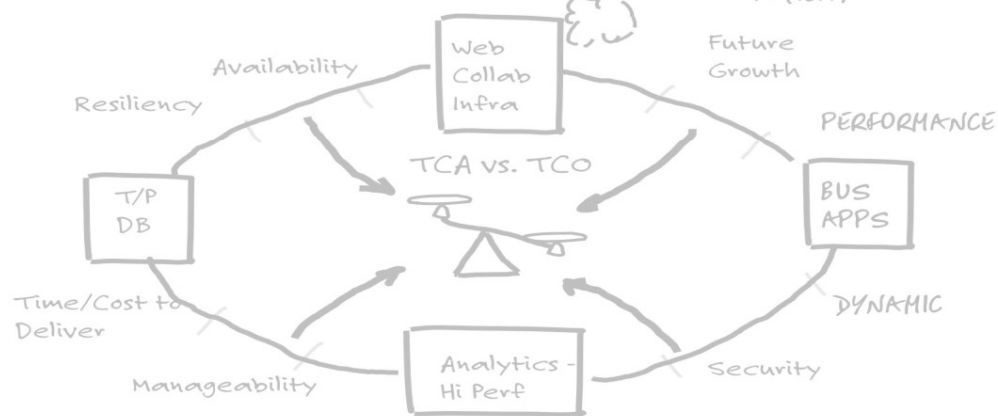 Web
Collab
Infra
Future
Growth
Availability
Resiliency
PERFORMANCE
TCA vs. TCO
T/P
DB
BUS
APPS
Time/Cost to
Deliver
DYNAMIC
Analytics -
Hi Perf
Manageability
Security